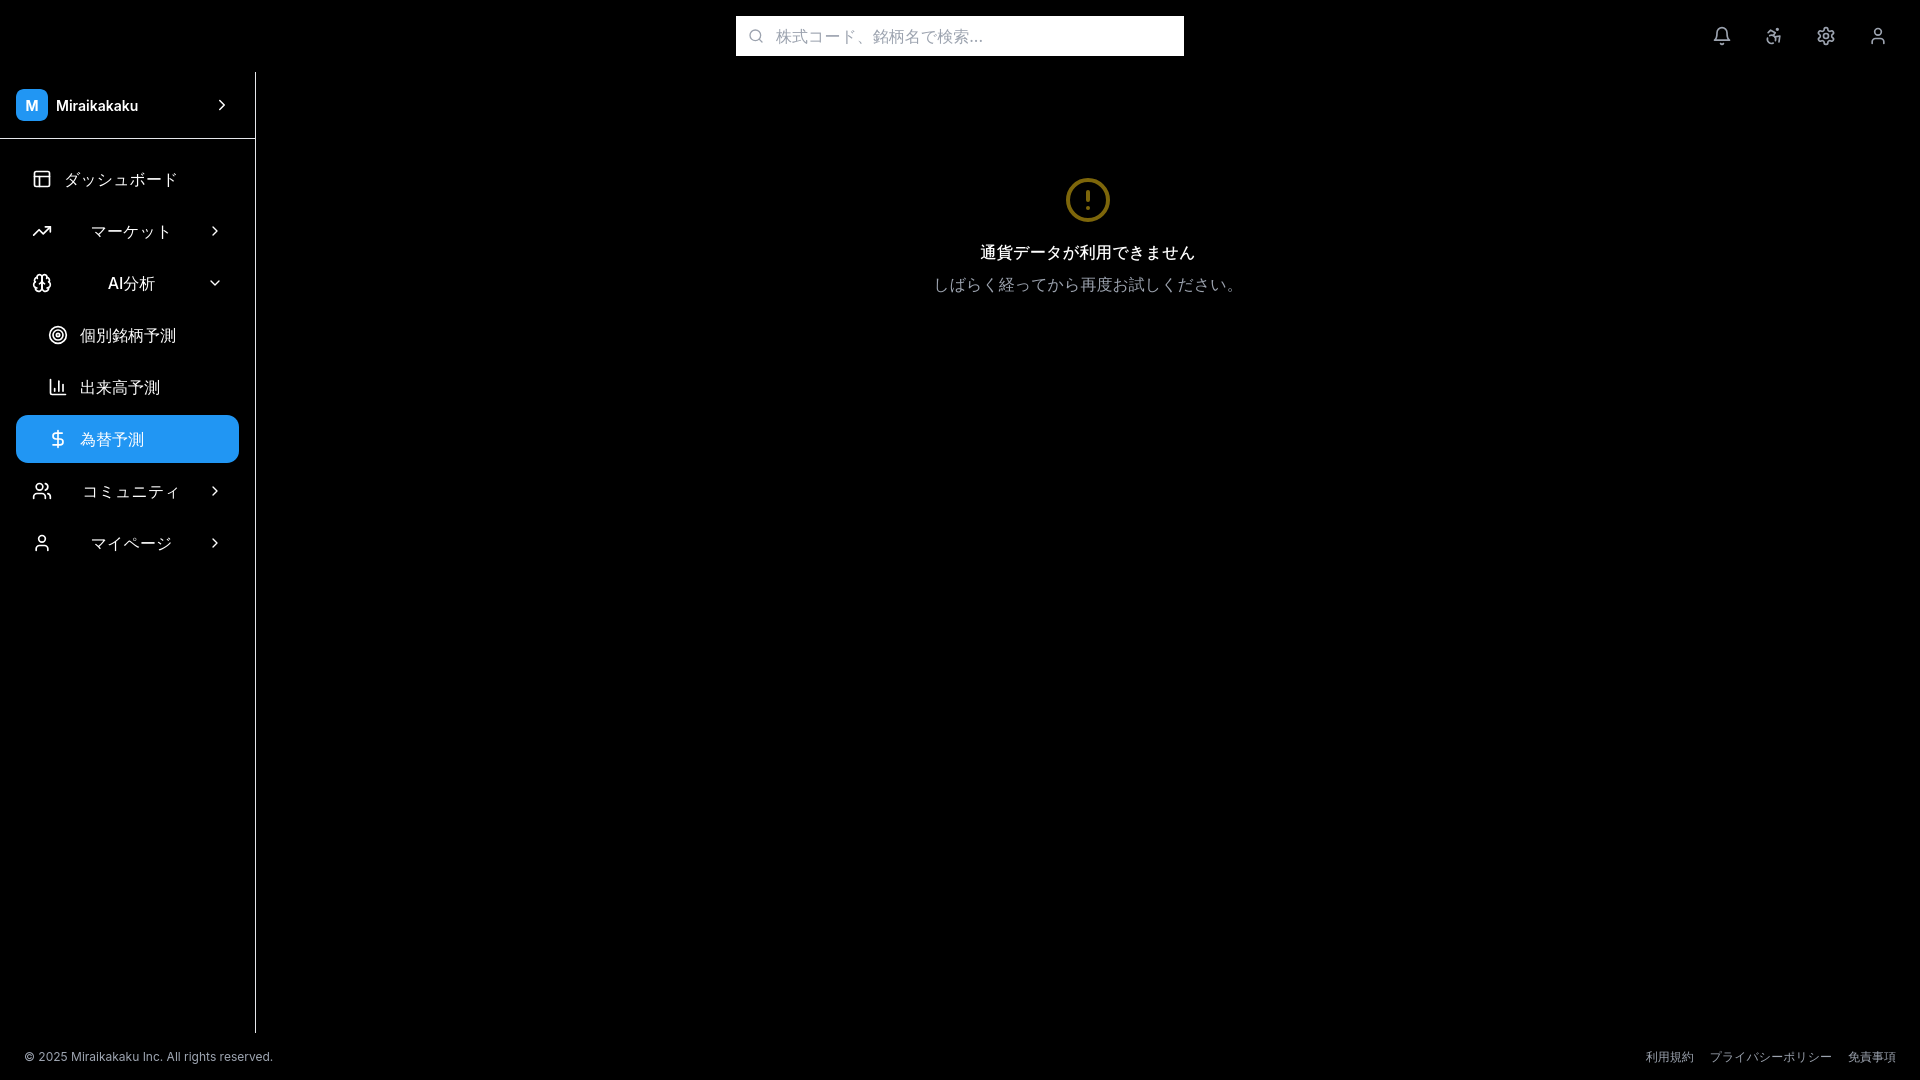 株式コード、銘柄名で検索...
M Miraikakaku
ダッシュボード
マーケット
AI分析
個別銘柄予測
出来高予測
為替予測
コミュニティ
マイページ
通貨データが利用できません
しばらく経ってから再度お試しください。
© 2025 Miraikakaku Inc. All rights reserved.
利用規約 プライバシーポリシー 免責事項